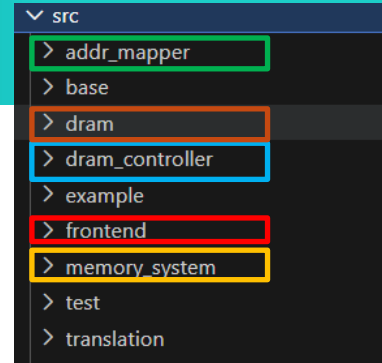 src
addr_mapper
base
dram
dram_controller
example
frontend
memory_system
test
translation